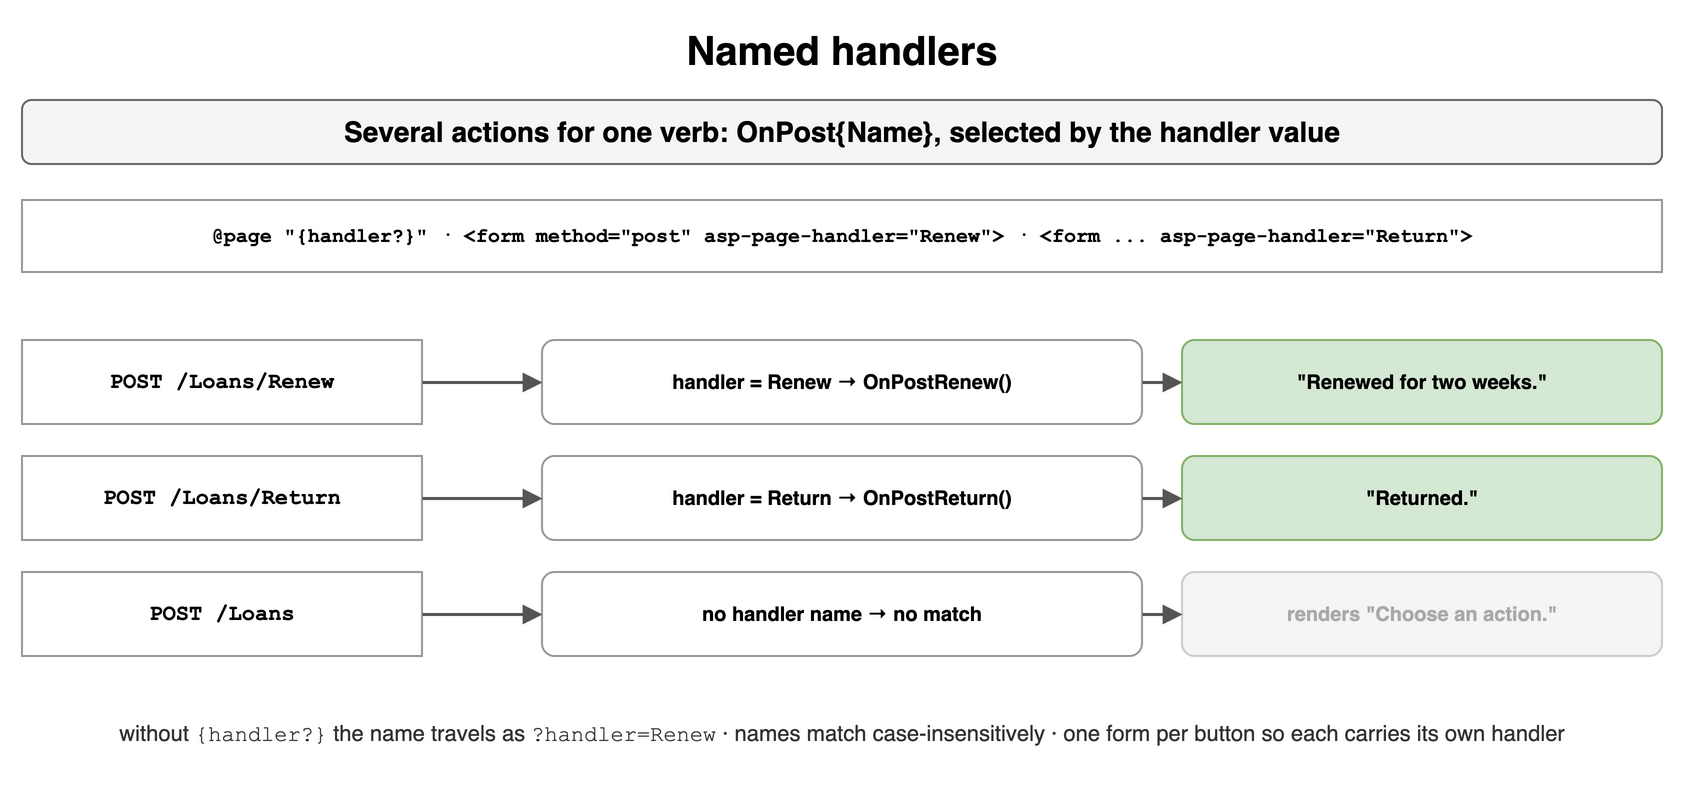 Named handlers
Several actions for one verb: OnPost{Name}, selected by the handler value
@page "{handler?}" · <form method="post" asp-page-handler="Renew"> · <form ... asp-page-handler="Return">
POST /Loans/Renew
handler = Renew → OnPostRenew()
"Renewed for two weeks."
POST /Loans/Return
handler = Return → OnPostReturn()
"Returned."
POST /Loans
no handler name → no match
renders "Choose an action."
without {handler?} the name travels as ?handler=Renew · names match case-insensitively · one form per button so each carries its own handler